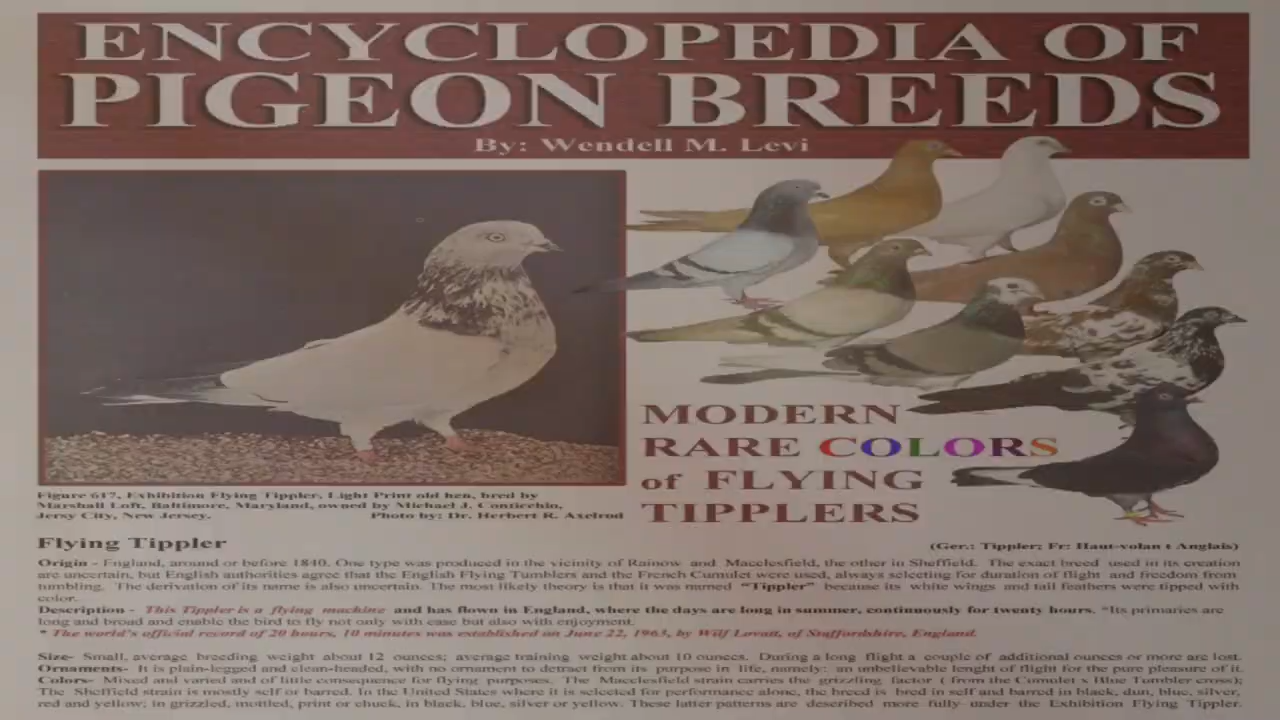 ENCYCLOPEDIA OF
PIGEON BREEDS
By: Wendell M. Levi
MODERN
RARE COLORS
of FLYING
TIPPLERS
Figure 617, Exhibition Flying Tippler, Light Print old hen, bred by
Marshall Loft, Baltimore, Maryland, owned by Michael J. Conticchio,
Jersy City, New Jersey. Photo by: Dr. Herbert R. Axelrod
Flying Tippler (Ger.: Tippler; Fr: Haut-volan t Anglais)
Origin - England, around or before 1840. One type was produced in the vicinity of Rainow and Macclesfield, the other in Sheffield. The exact breed used in its creation
are uncertain, but English authorities agree that the English Flying Tumblers and the French Cumulet were used, always selecting for duration of flight and freedom from
tumbling. The derivation of its name is also uncertain. The most likely theory is that it was named "Tippler" because its white wings and tail feathers were tipped with
color.
Description - This Tippler is a flying machine and has flown in England, where the days are long in summer, continuously for twenty hours. *Its primaries are
long and broad and enable the bird to fly not only with ease but also with enjoyment.
* The world's official record of 20 hours, 10 minutes was established on June 22, 1963, by Wilf Lovatt, of Staffordshire, England.
Size- Small, average breeding weight about 12 ounces; average training weight about 10 ounces. During a long flight a couple of additional ounces or more are lost.
Ornaments- It is plain-legged and clean-headed, with no ornament to detract from its purpose in life, namely: an unbelievable lenght of flight for the pure pleasure of it.
Colors- Mixed and varied and of little consequence for flying purposes. The Macclesfield strain carries the grizzling factor ( from the Cumulet x Blue Tumbler cross);
The Sheffield strain is mostly self or barred. In the United States where it is selected for performance alone, the breed is bred in self and barred in black, dun, blue, silver,
red and yellow; in grizzled, mottled, print or chuck, in black, blue, silver or yellow. These latter patterns are described more fully under the Exhibition Flying Tippler.